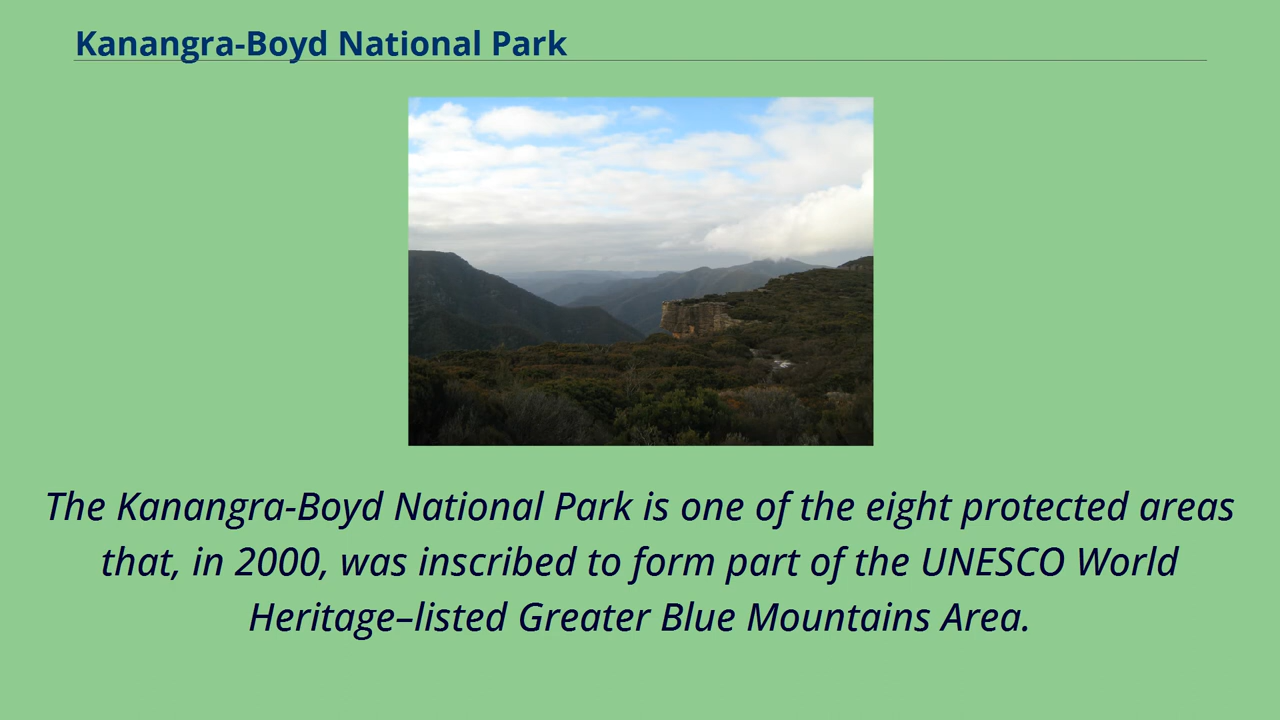 Kanangra-Boyd National Park
The Kanangra-Boyd National Park is one of the eight protected areas
that, in 2000, was inscribed to form part of the UNESCO World
Heritage–listed Greater Blue Mountains Area.